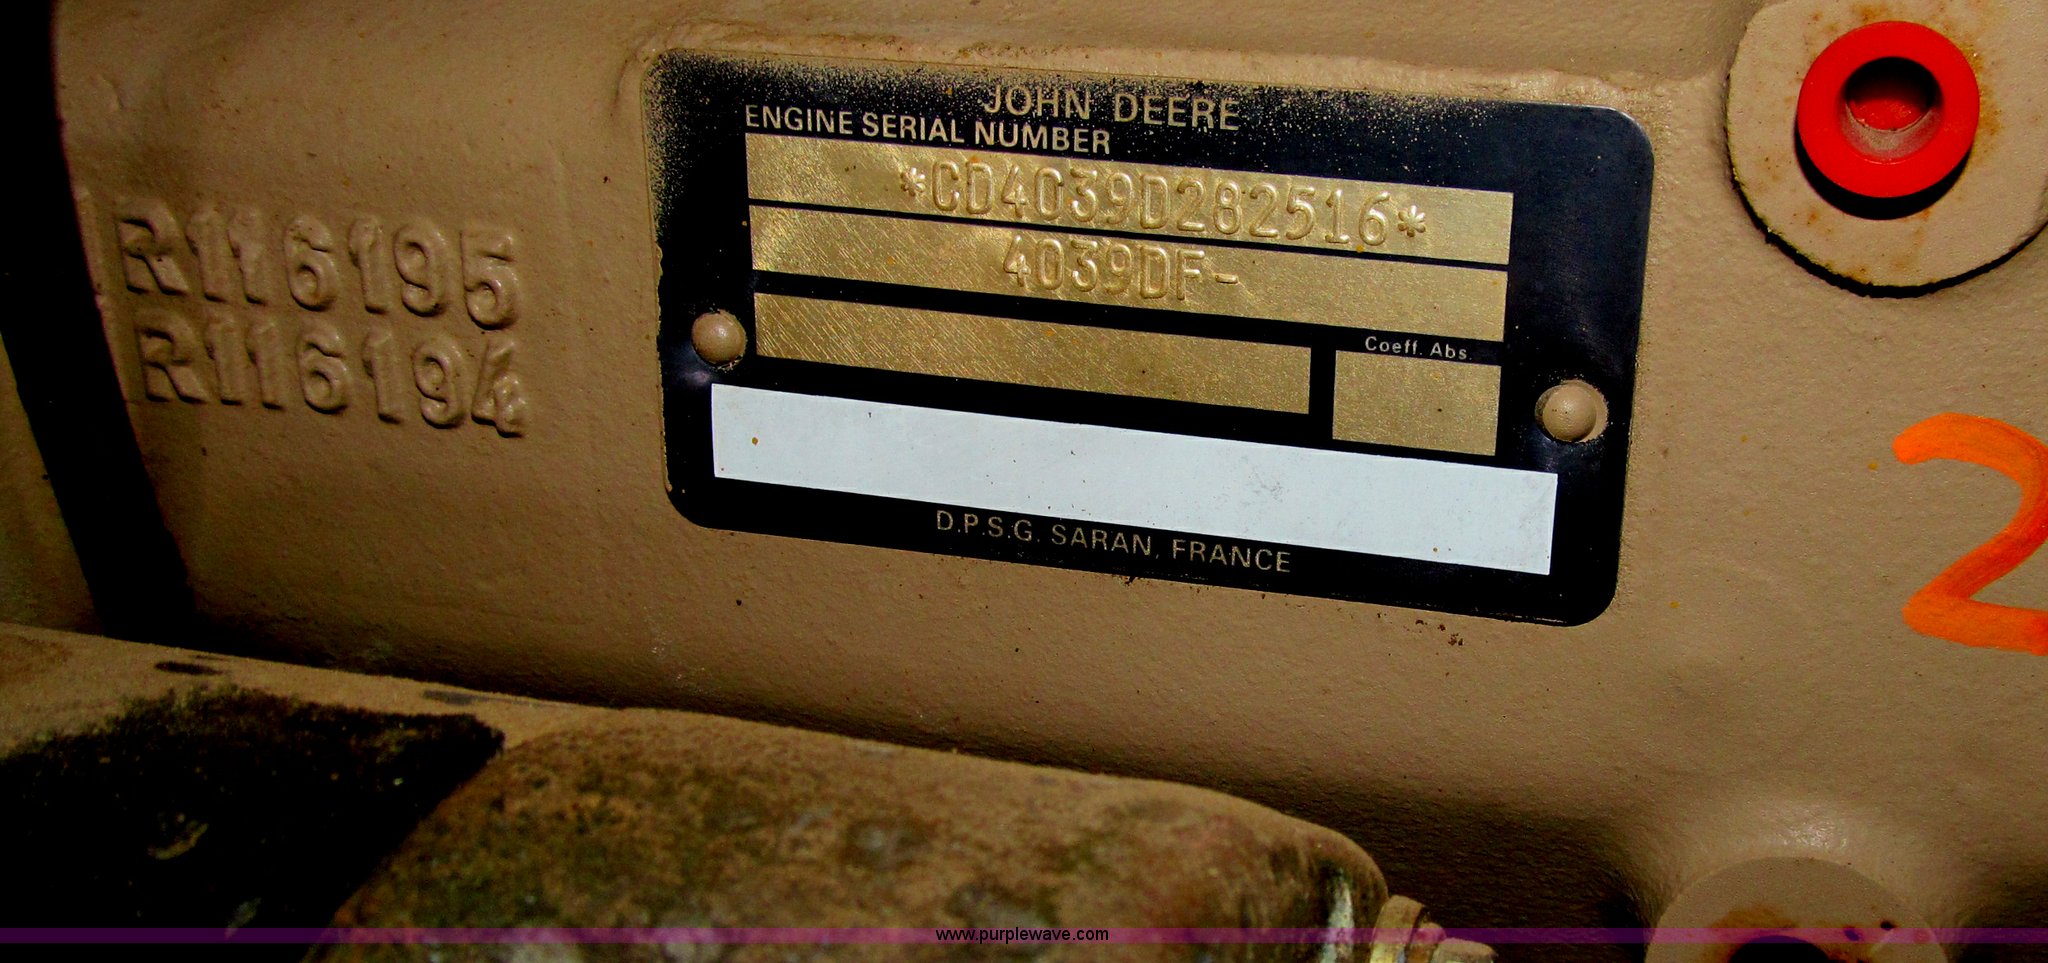 R116195
R116194
JOHN DEERE
ENGINE SERIAL NUMBER
*CD4039D282516*
4039DF-
Coeff. Abs.
D.P.S.G. SARAN, FRANCE
2
www.purplewave.com